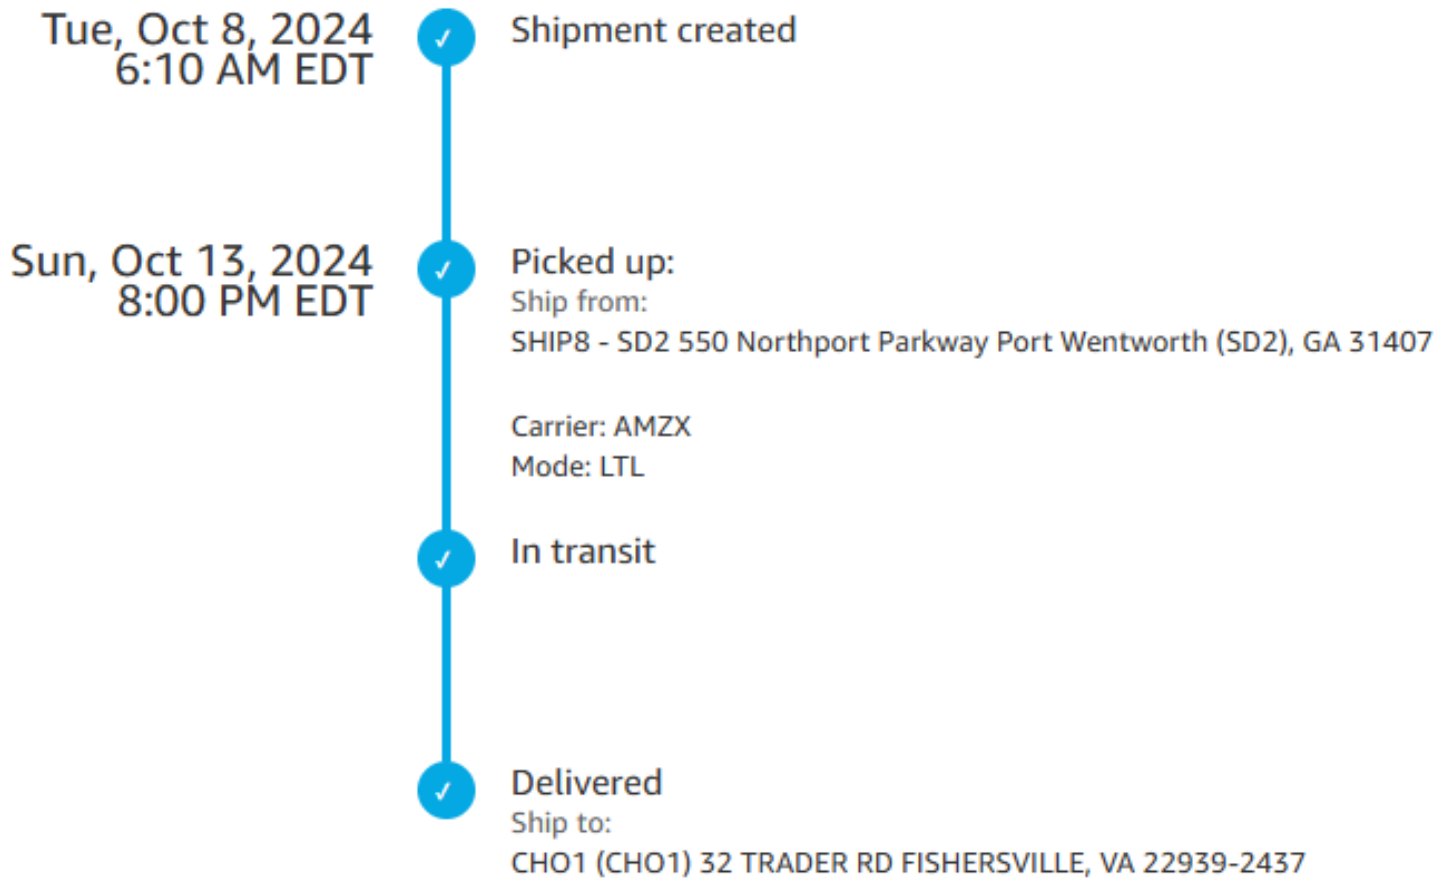 Tue, Oct 8, 2024
6:10 AM EDT
Shipment created
Sun, Oct 13, 2024
8:00 PM EDT
Picked up:
Ship from:
SHIP8 - SD2 550 Northport Parkway Port Wentworth (SD2), GA 31407
Carrier: AMZX
Mode: LTL
In transit
Delivered
Ship to:
CHO1 (CHO1) 32 TRADER RD FISHERSVILLE, VA 22939-2437